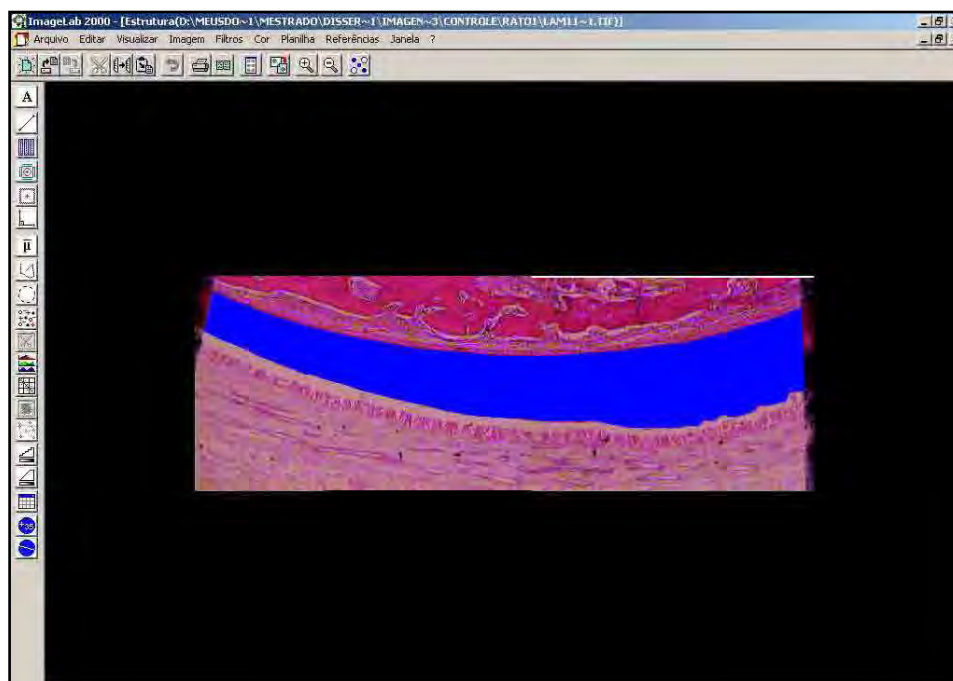 ImageLab 2000 - [Estrutura(D:\MEUSDO~1\MESTRADO\DISSER~1\IMAGEN~3\CONTROLE\RATO1\LAM11~1.TIF)]
Arquivo Editar Visualizar Imagem Filtros Cor Planilha Referências Janela ?
A
μ
+35